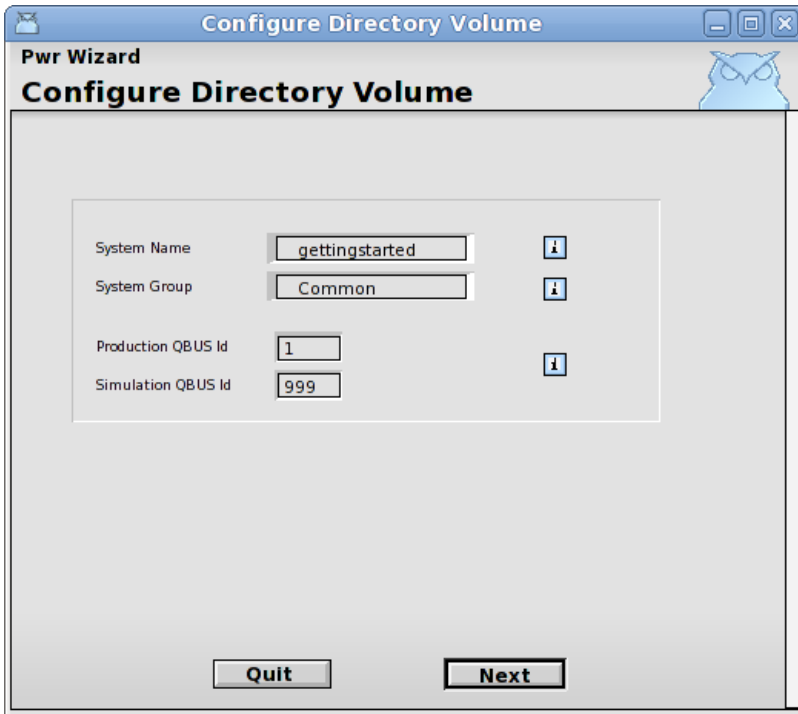 Configure Directory Volume
Pwr Wizard
Configure Directory Volume
System Name gettingstarted i
System Group Common i
Production QBUS Id 1
i
Simulation QBUS Id 999
Quit Next